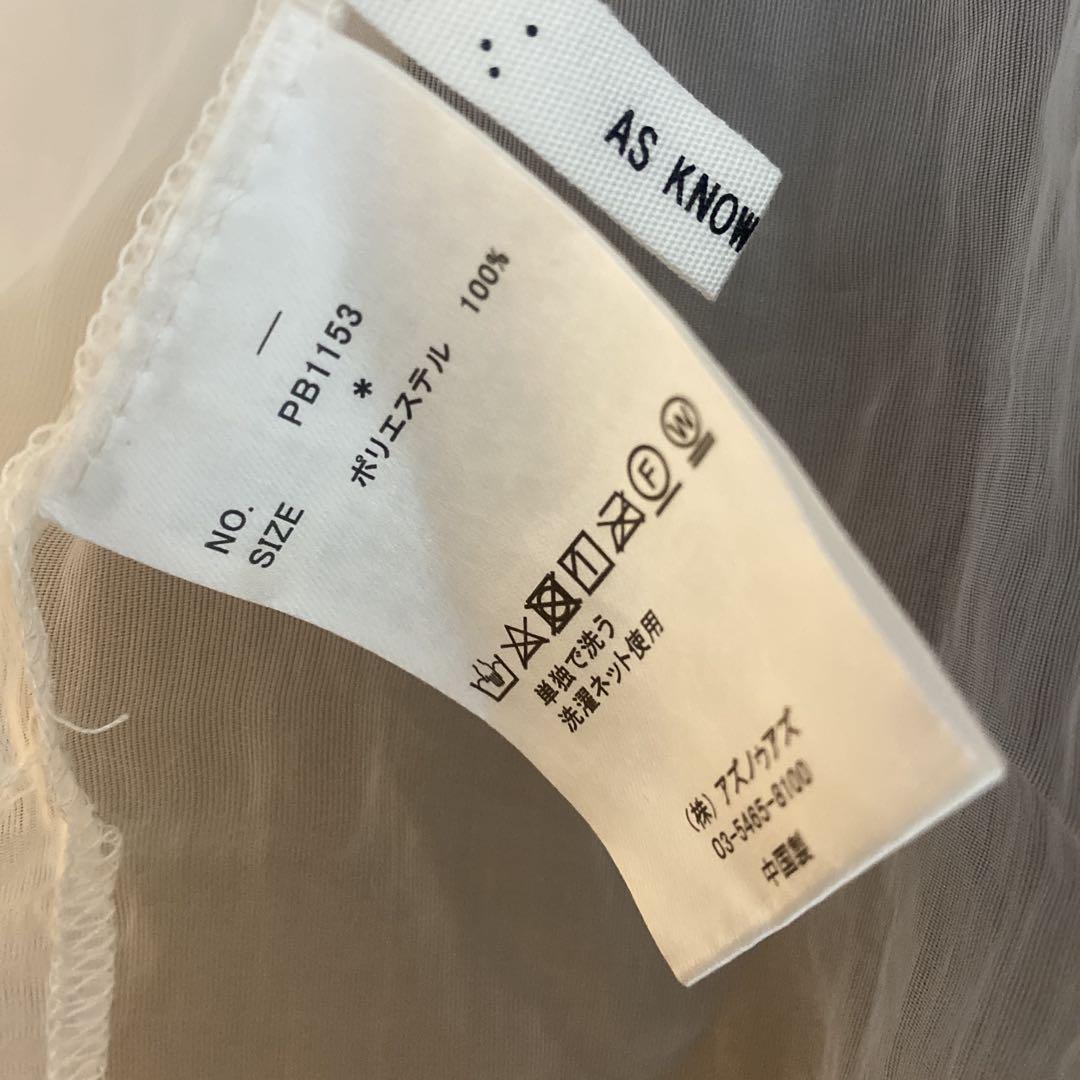 AS KNOW
NO. PB1153
SIZE *
ポリエステル 100%
単独で洗う
洗濯ネット使用
(株)アズノゥアズ
03-5465-8100
中国製